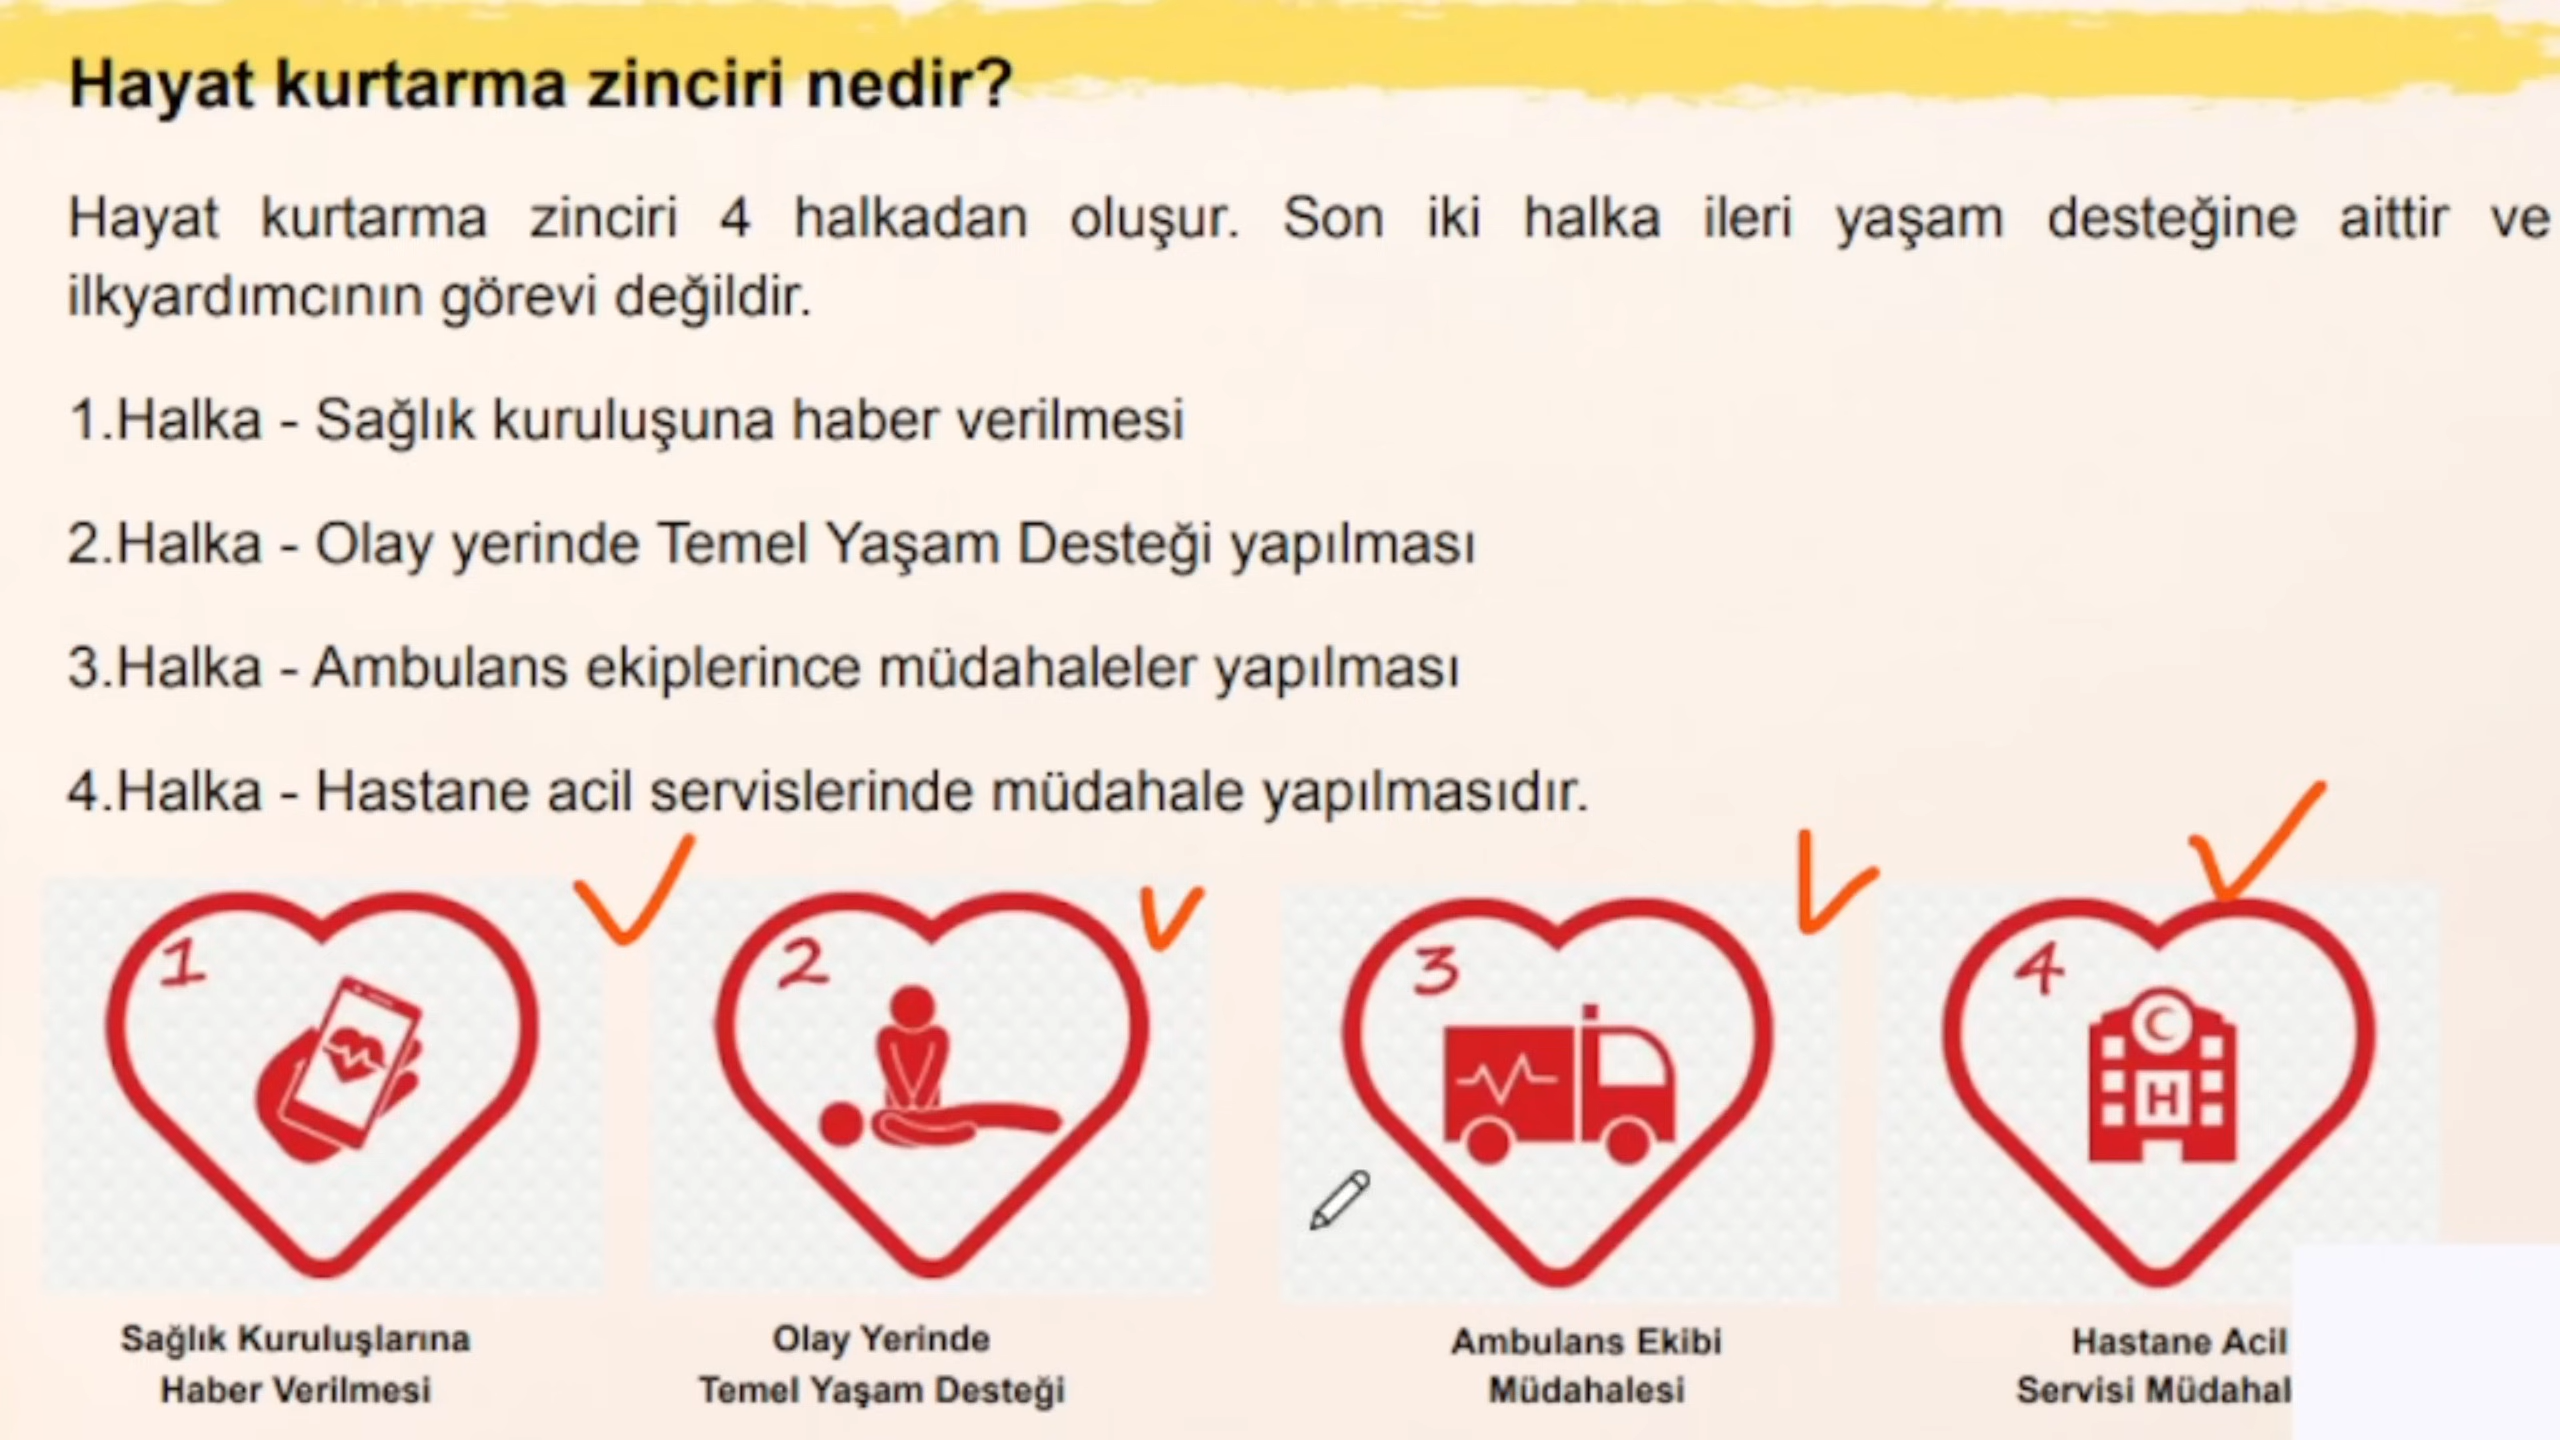 Hayat kurtarma zinciri nedir?
Hayat kurtarma zinciri 4 halkadan oluşur. Son iki halka ileri yaşam desteğine aittir ve
ilkyardımcının görevi değildir.
1.Halka - Sağlık kuruluşuna haber verilmesi
2.Halka - Olay yerinde Temel Yaşam Desteği yapılması
3.Halka - Ambulans ekiplerince müdahaleler yapılması
4.Halka - Hastane acil servislerinde müdahale yapılmasıdır.
1
2
3
4
C
H
Sağlık Kuruluşlarına
Haber Verilmesi
Olay Yerinde
Temel Yaşam Desteği
Ambulans Ekibi
Müdahalesi
Hastane Acil
Servisi Müdahal